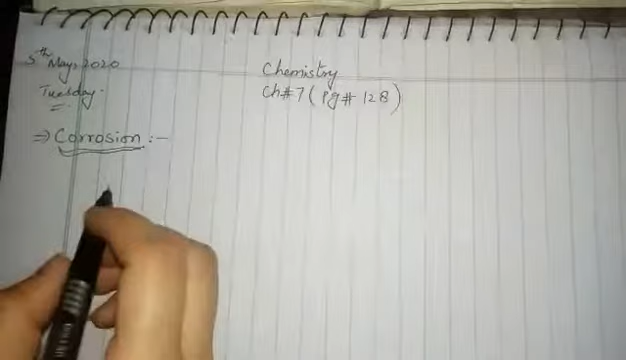 5th May, 2020
Chemistry
Tuesday.
Ch#7 (Pg# 128)
⇒ Corrosion :-